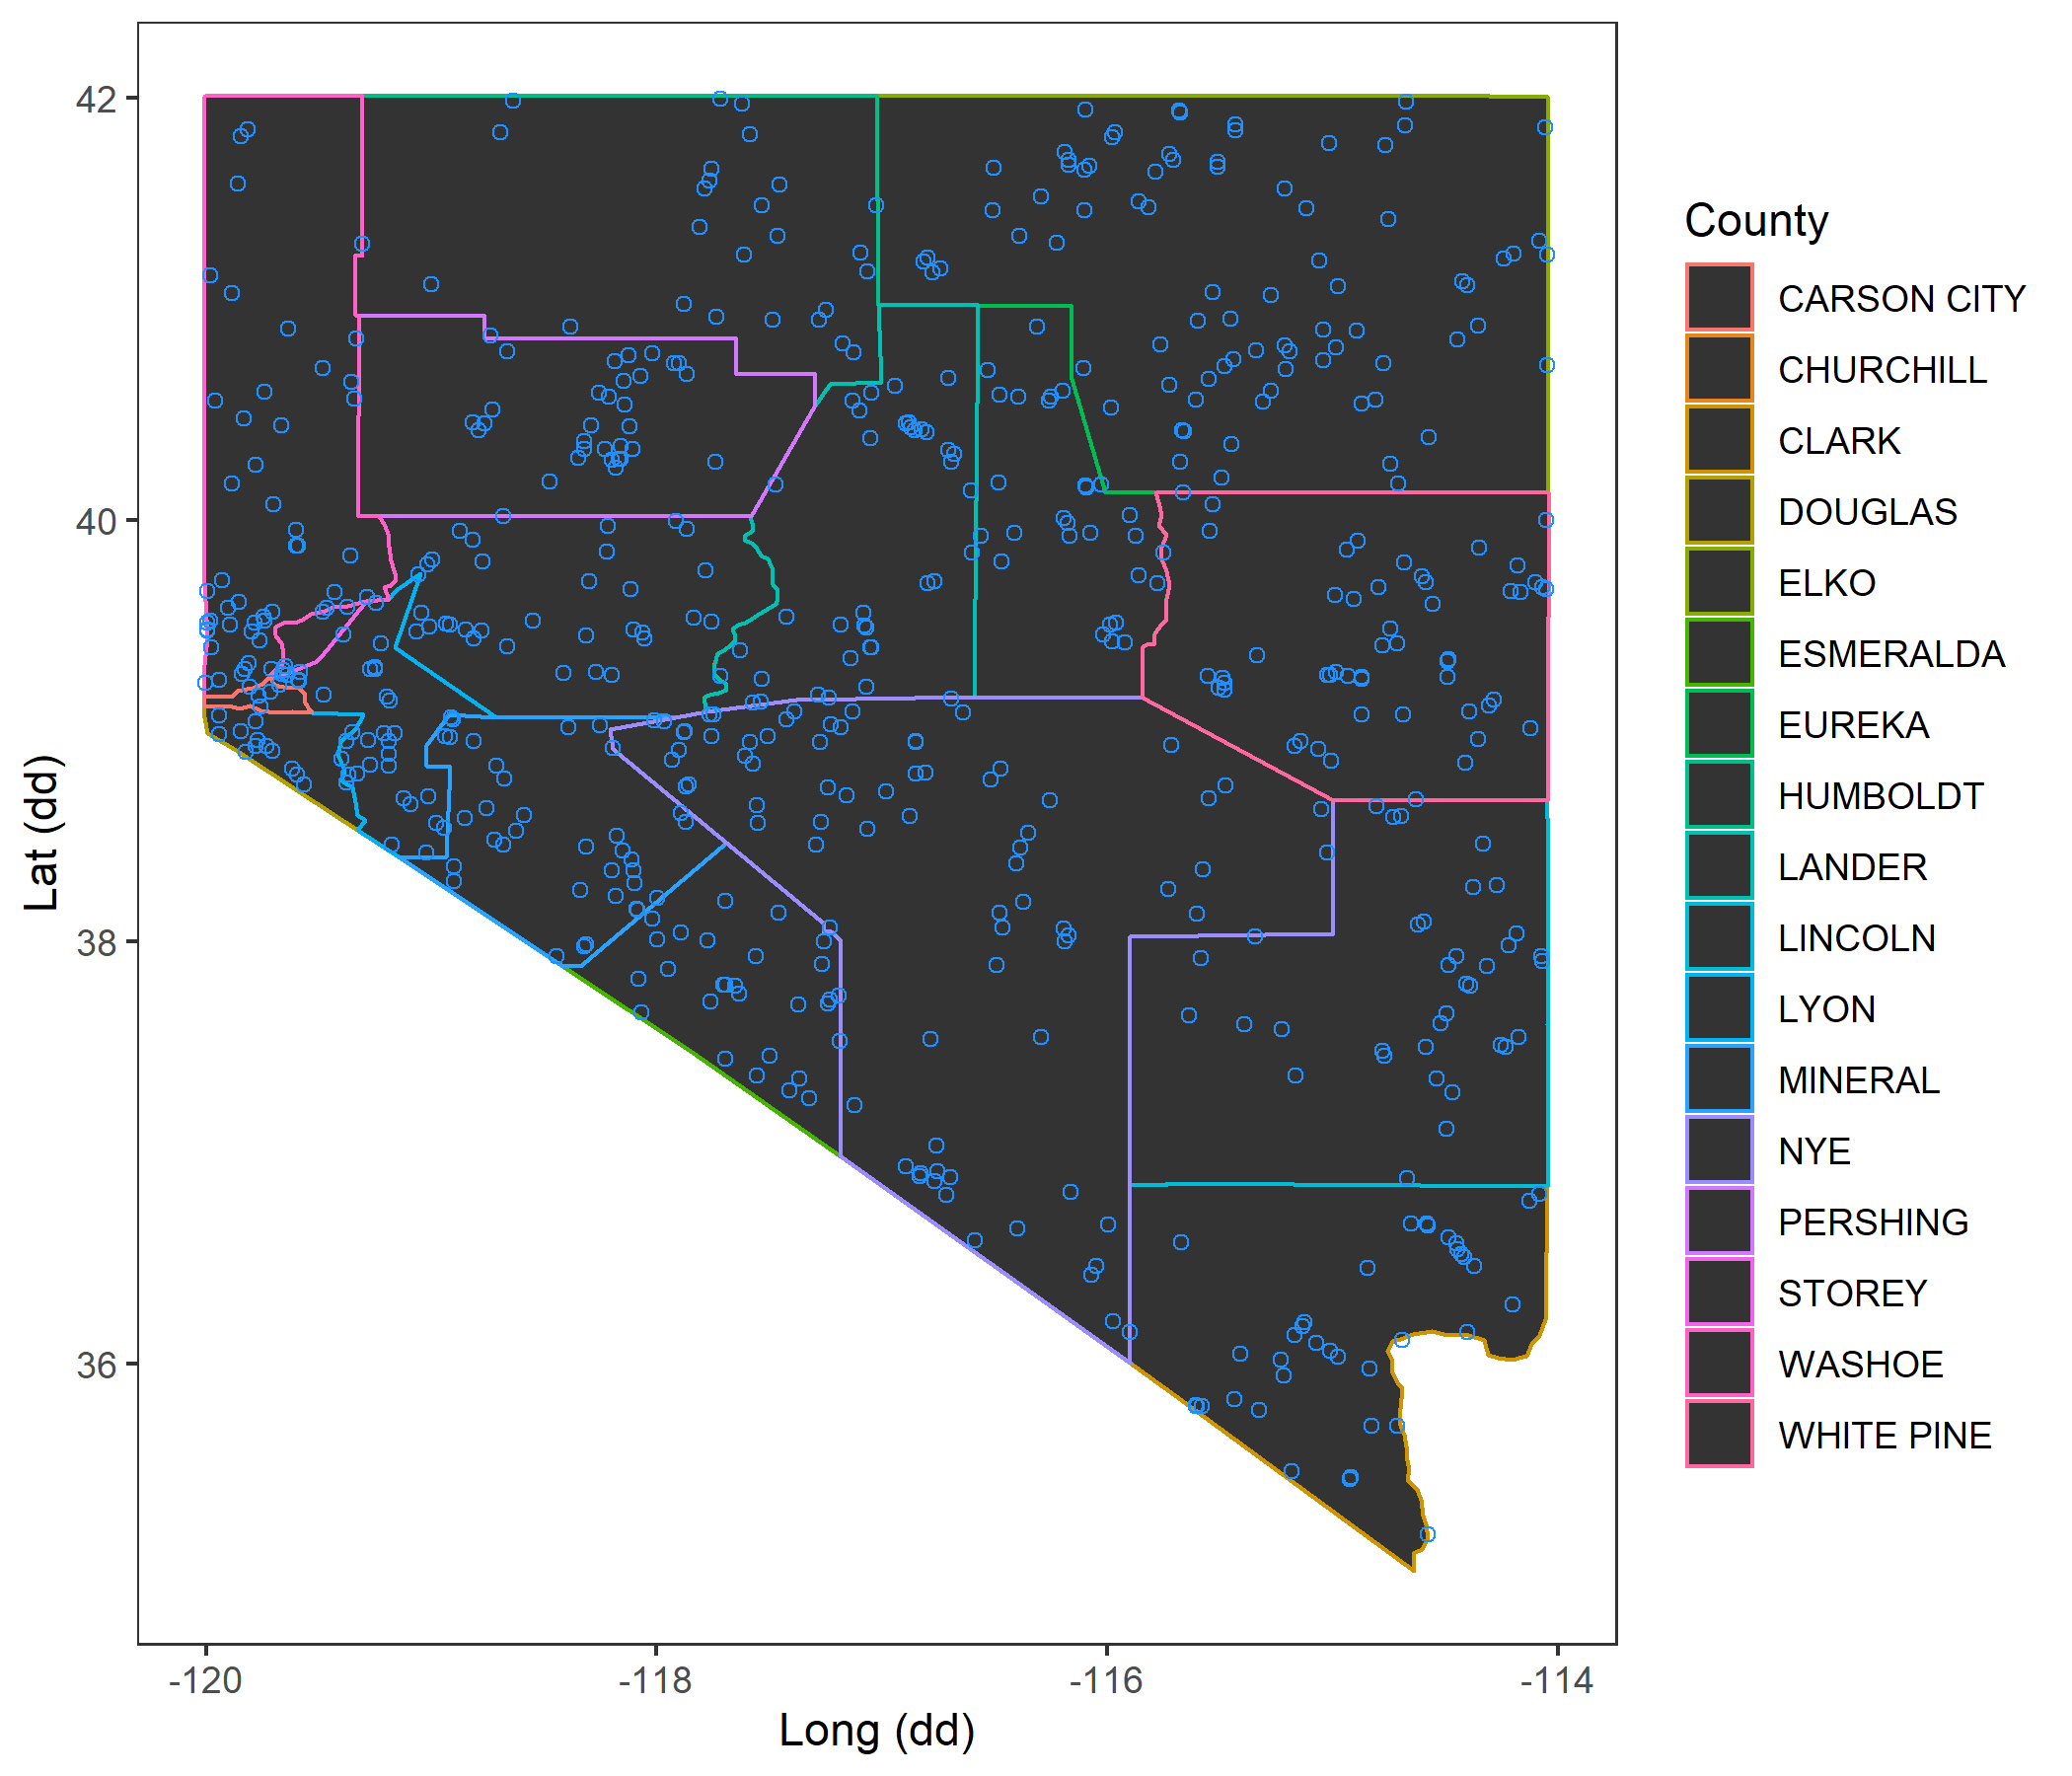 42
40
38
36
Lat (dd)
-120
-118
-116
-114
Long (dd)
County
CARSON CITY
CHURCHILL
CLARK
DOUGLAS
ELKO
ESMERALDA
EUREKA
HUMBOLDT
LANDER
LINCOLN
LYON
MINERAL
NYE
PERSHING
STOREY
WASHOE
WHITE PINE